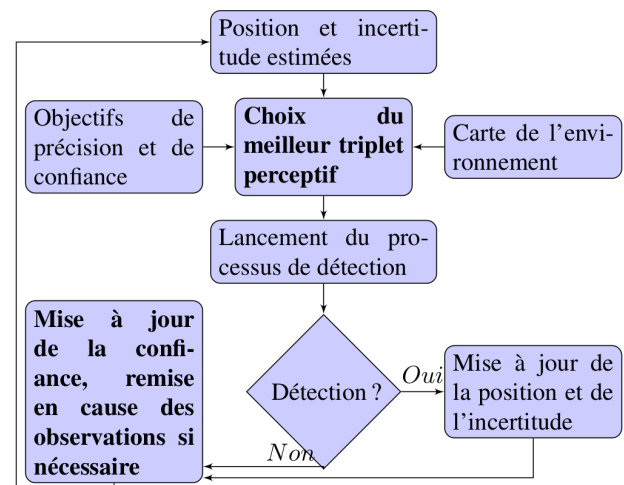 Position et incerti-
tude estimées
Objectifs de
précision et de
confiance
Choix du
meilleur triplet
perceptif
Carte de l'envi-
ronnement
Lancement du pro-
cessus de détection
Détection ?
Oui
Mise à jour de
la position et de
l'incertitude
Non
Mise à jour
de la confi-
ance, remise
en cause des
observations si
nécessaire